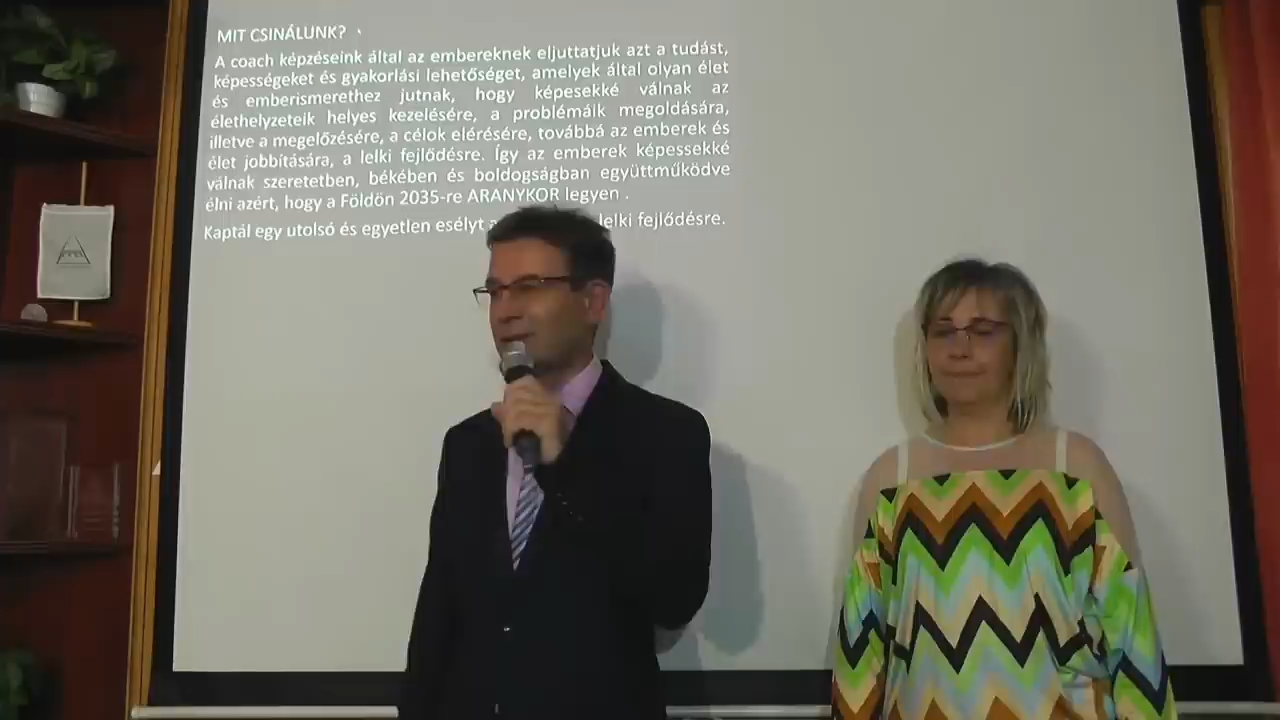 MIT CSINÁLUNK?
A coach képzéseink által az embereknek eljuttatjuk azt a tudást,
képességeket és gyakorlási lehetőséget, amelyek által olyan élet
és emberismerethez jutnak, hogy képesekké válnak az
élethelyzeteik helyes kezelésére, a problémáik megoldására,
illetve a megelőzésére, a célok elérésére, továbbá az emberek és
élet jobbítására, a lelki fejlődésre. Így az emberek képessekké
válnak szeretetben, békében és boldogságban együttműködve
élni azért, hogy a Földön 2035-re ARANYKOR legyen .
Kaptál egy utolsó és egyetlen esélyt lelki fejlődésre.